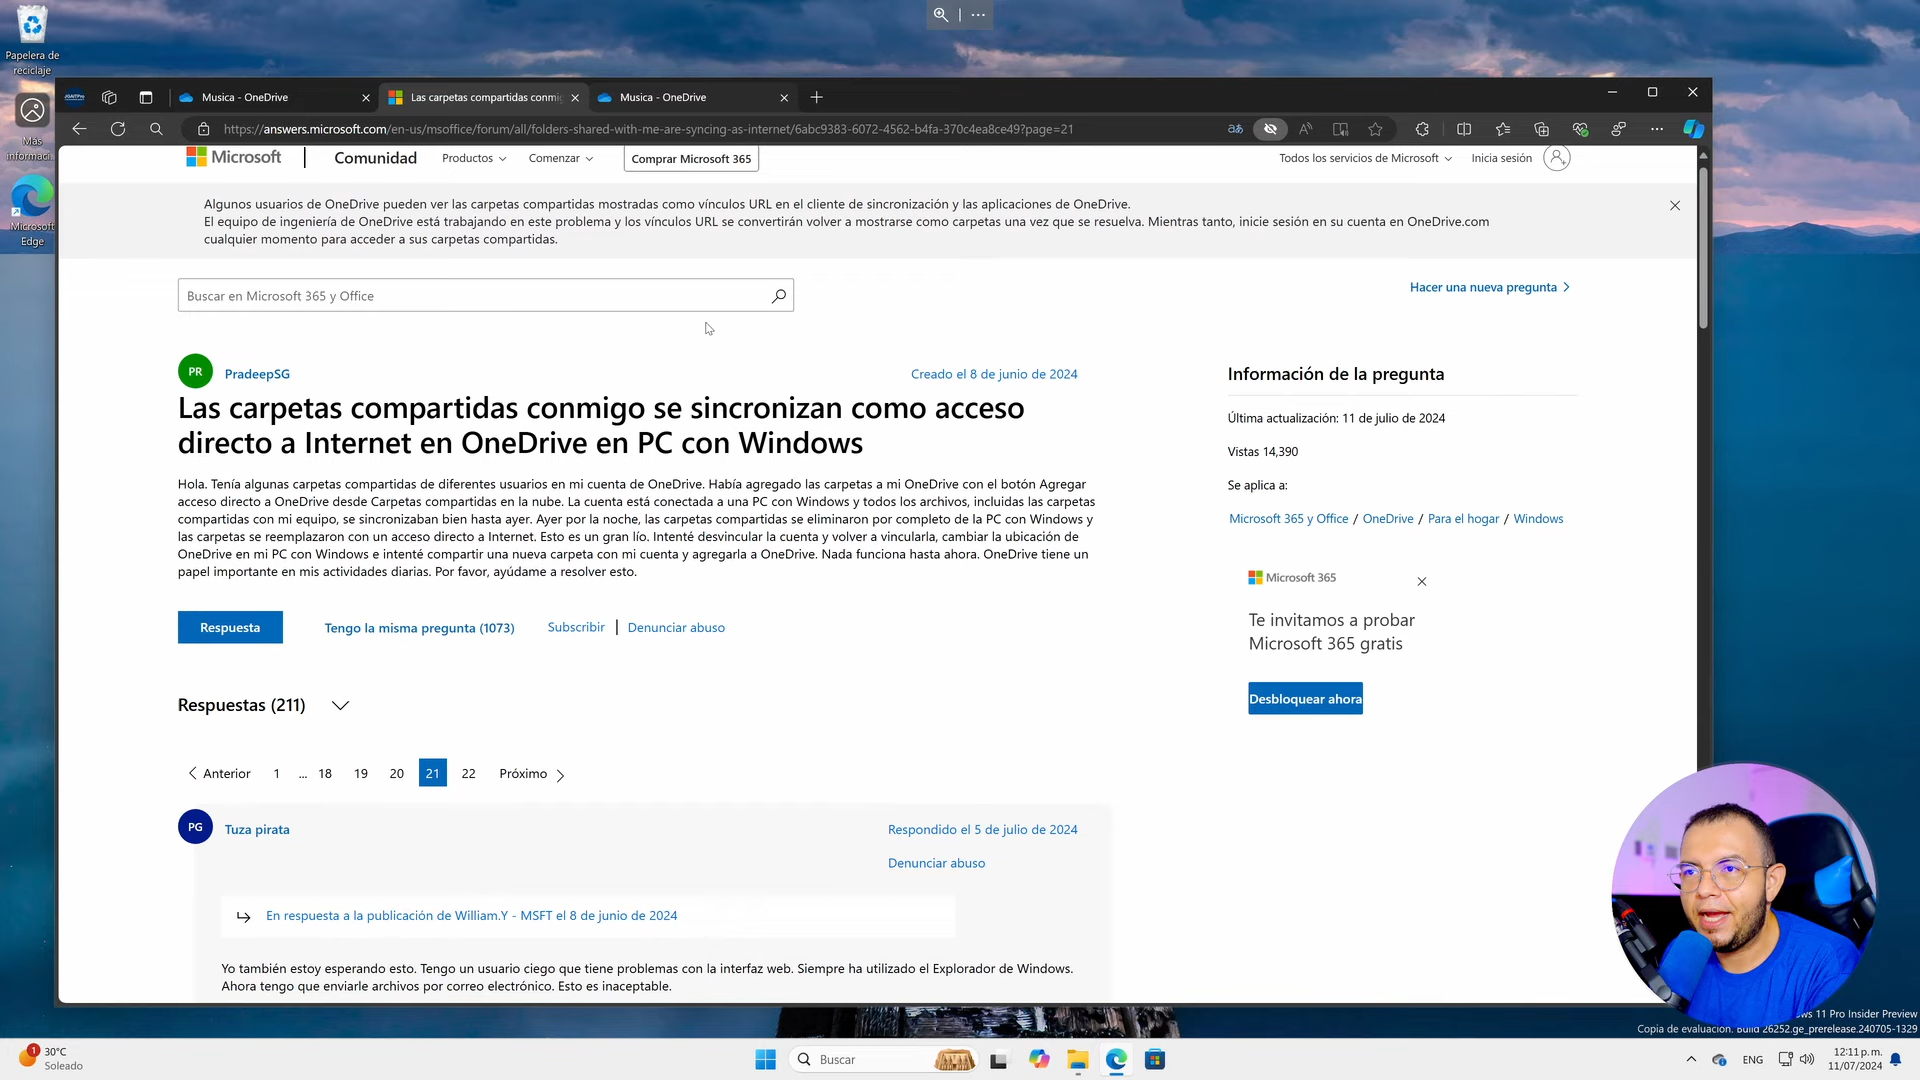 Papelera de
reciclaje
Más
informaci...
Microsoft
Edge
Musica - OneDrive
Las carpetas compartidas conmi
Musica - OneDrive
https://answers.microsoft.com/en-us/msoffice/forum/all/folders-shared-with-me-are-syncing-as-internet/6abc9383-6072-4562-b4fa-370c4ea8ce49?page=21
Microsoft
Comunidad
Productos
Comenzar
Comprar Microsoft 365
Todos los servicios de Microsoft
Inicia sesión
Algunos usuarios de OneDrive pueden ver las carpetas compartidas mostradas como vínculos URL en el cliente de sincronización y las aplicaciones de OneDrive.
El equipo de ingeniería de OneDrive está trabajando en este problema y los vínculos URL se convertirán volver a mostrarse como carpetas una vez que se resuelva. Mientras tanto, inicie sesión en su cuenta en OneDrive.com
cualquier momento para acceder a sus carpetas compartidas.
Buscar en Microsoft 365 y Office
Hacer una nueva pregunta
PR
PradeepSG
Creado el 8 de junio de 2024
Las carpetas compartidas conmigo se sincronizan como acceso
directo a Internet en OneDrive en PC con Windows
Hola. Tenía algunas carpetas compartidas de diferentes usuarios en mi cuenta de OneDrive. Había agregado las carpetas a mi OneDrive con el botón Agregar
acceso directo a OneDrive desde Carpetas compartidas en la nube. La cuenta está conectada a una PC con Windows y todos los archivos, incluidas las carpetas
compartidas con mi equipo, se sincronizaban bien hasta ayer. Ayer por la noche, las carpetas compartidas se eliminaron por completo de la PC con Windows y
las carpetas se reemplazaron con un acceso directo a Internet. Esto es un gran lío. Intenté desvincular la cuenta y volver a vincularla, cambiar la ubicación de
OneDrive en mi PC con Windows e intenté compartir una nueva carpeta con mi cuenta y agregarla a OneDrive. Nada funciona hasta ahora. OneDrive tiene un
papel importante en mis actividades diarias. Por favor, ayúdame a resolver esto.
Respuesta
Tengo la misma pregunta (1073)
Subscribir
Denunciar abuso
Información de la pregunta
Última actualización: 11 de julio de 2024
Vistas 14,390
Se aplica a:
Microsoft 365 y Office / OneDrive / Para el hogar / Windows
Microsoft 365
Te invitamos a probar
Microsoft 365 gratis
Desbloquear ahora
Respuestas (211)
Anterior 1 ... 18 19 20 21 22 Próximo
PG
Tuza pirata
Respondido el 5 de julio de 2024
Denunciar abuso
En respuesta a la publicación de William.Y - MSFT el 8 de junio de 2024
Yo también estoy esperando esto. Tengo un usuario ciego que tiene problemas con la interfaz web. Siempre ha utilizado el Explorador de Windows.
Ahora tengo que enviarle archivos por correo electrónico. Esto es inaceptable.
ws 11 Pro Insider Preview
Copia de evaluación. Build 26252.ge_prerelease.240705-1329
1
30°C
Soleado
Buscar
ENG
12:11 p. m.
11/07/2024